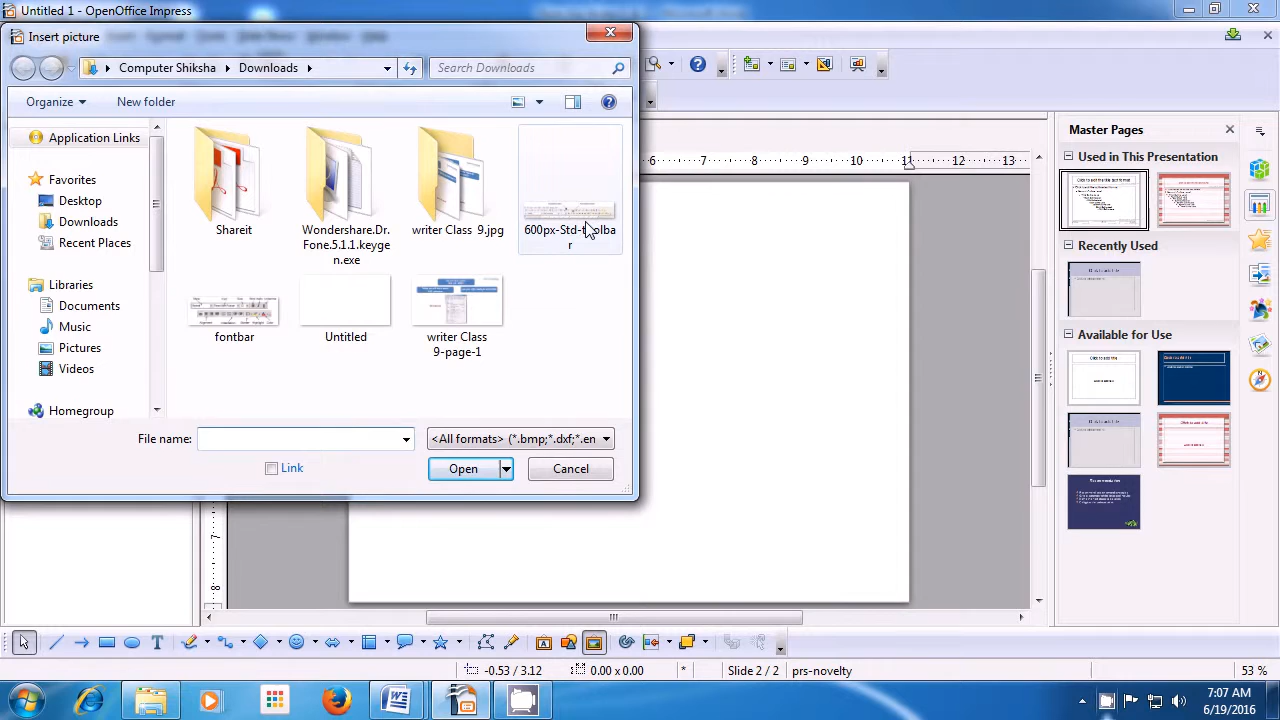 Untitled 1 - OpenOffice Impress
Insert picture
Computer Shiksha
Downloads
Search Downloads
Organize
New folder
Application Links
Favorites
Desktop
Downloads
Recent Places
Libraries
Documents
Music
Pictures
Videos
Homegroup
Shareit
Wondershare.Dr.
Fone.5.1.1.keyge
n.exe
writer Class 9.jpg
r
fontbar
Untitled
writer Class
9-page-1
File name:
<All formats> (*.bmp;*.dxf;*.en
Link
Open
Cancel
6 7 8 9 10 11 12 13
7
8
Master Pages
Used in This Presentation
Recently Used
Available for Use
-0.53 / 3.12
0.00 x 0.00
*
Slide 2 / 2
prs-novelty
53 %
7:07 AM
6/19/2016